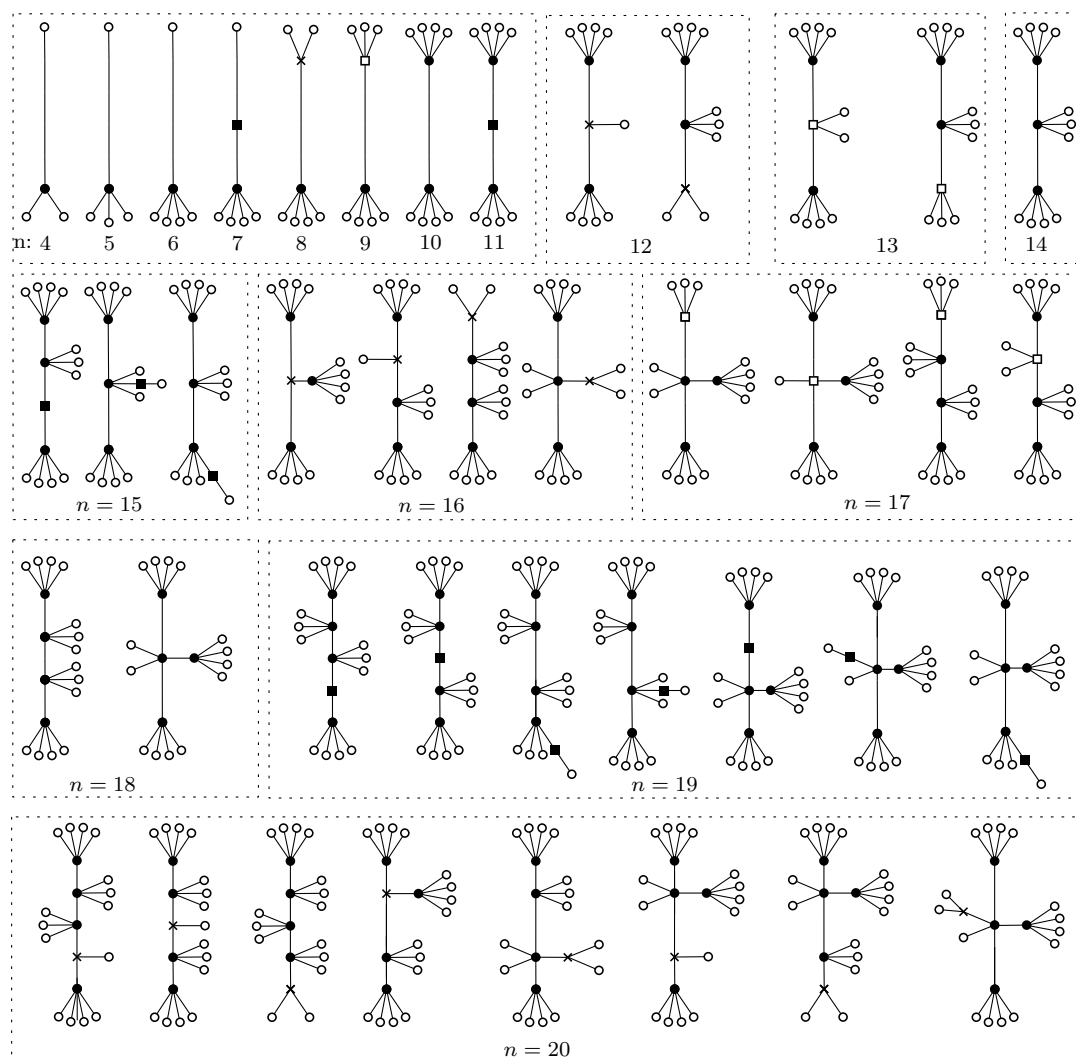 n: 4 5 6 7 8 9 10 11
12
13
14
n = 15
n = 16
n = 17
n = 18
n = 19
n = 20